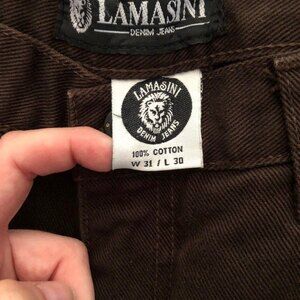 LAMASINI
DENIM JEANS
LAMASINI
DENIM JEANS
100% COTTON
W 31 / L 30